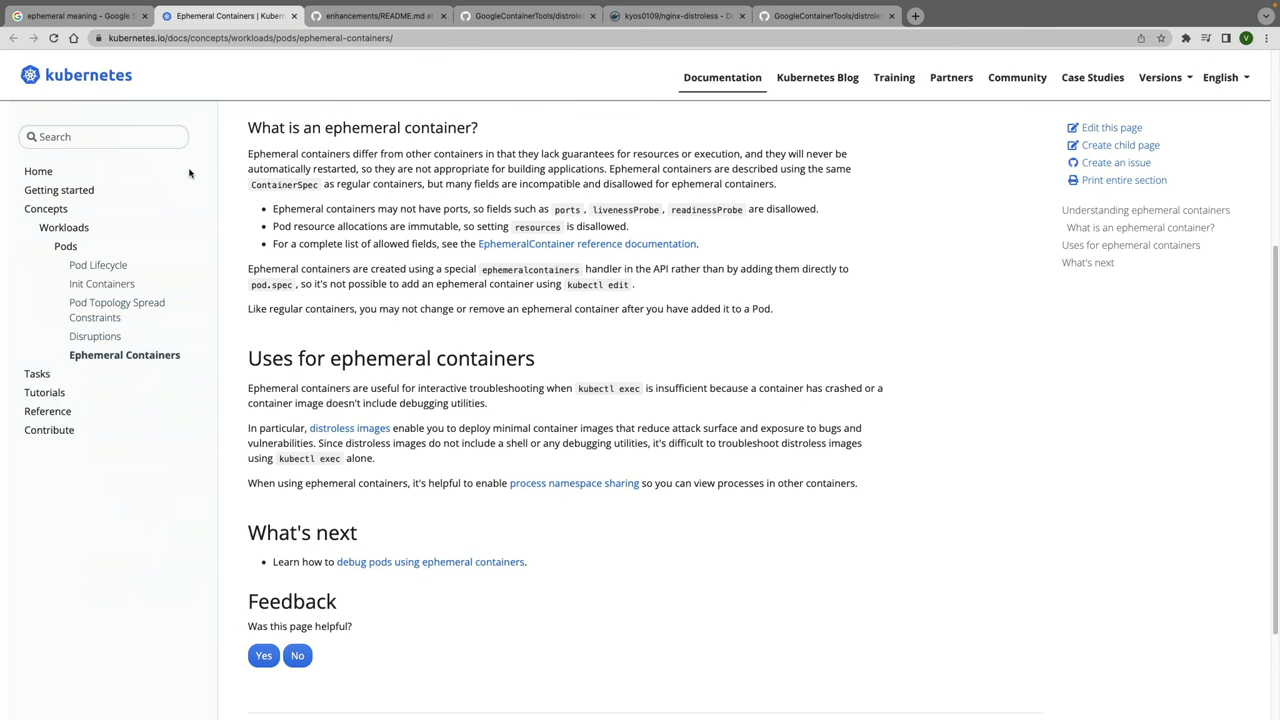 ephemeral meaning - Google S
Ephemeral Containers | Kubern
enhancements/README.md at
GoogleContainerTools/distroles
kyos0109/nginx-distroless - D
GoogleContainerTools/distrole
kubernetes.io/docs/concepts/workloads/pods/ephemeral-containers/
V
kubernetes
Documentation
Kubernetes Blog
Training
Partners
Community
Case Studies
Versions
English
Search
Home
Getting started
Concepts
Workloads
Pods
Pod Lifecycle
Init Containers
Pod Topology Spread
Constraints
Disruptions
Ephemeral Containers
Tasks
Tutorials
Reference
Contribute
What is an ephemeral container?
Ephemeral containers differ from other containers in that they lack guarantees for resources or execution, and they will never be
automatically restarted, so they are not appropriate for building applications. Ephemeral containers are described using the same
ContainerSpec as regular containers, but many fields are incompatible and disallowed for ephemeral containers.
• Ephemeral containers may not have ports, so fields such as ports, livenessProbe, readinessProbe are disallowed.
• Pod resource allocations are immutable, so setting resources is disallowed.
• For a complete list of allowed fields, see the EphemeralContainer reference documentation.
Ephemeral containers are created using a special ephemeralcontainers handler in the API rather than by adding them directly to
pod.spec, so it's not possible to add an ephemeral container using kubectl edit.
Like regular containers, you may not change or remove an ephemeral container after you have added it to a Pod.
Uses for ephemeral containers
Ephemeral containers are useful for interactive troubleshooting when kubectl exec is insufficient because a container has crashed or a
container image doesn't include debugging utilities.
In particular, distroless images enable you to deploy minimal container images that reduce attack surface and exposure to bugs and
vulnerabilities. Since distroless images do not include a shell or any debugging utilities, it's difficult to troubleshoot distroless images
using kubectl exec alone.
When using ephemeral containers, it's helpful to enable process namespace sharing so you can view processes in other containers.
What's next
• Learn how to debug pods using ephemeral containers.
Feedback
Was this page helpful?
Yes
No
Edit this page
Create child page
Create an issue
Print entire section
Understanding ephemeral containers
What is an ephemeral container?
Uses for ephemeral containers
What's next